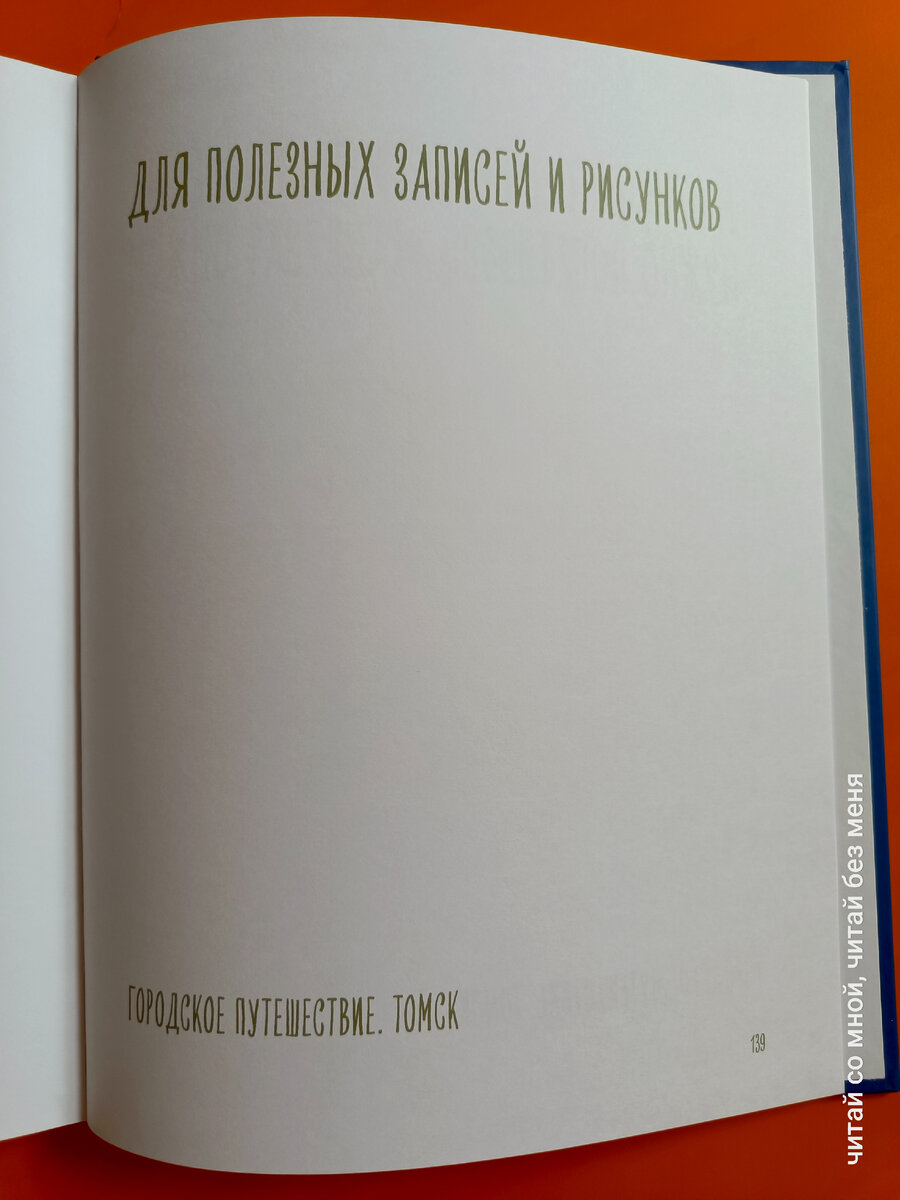 ДЛЯ ПОЛЕЗНЫХ ЗАПИСЕЙ И РИСУНКОВ
ГОРОДСКОЕ ПУТЕШЕСТВИЕ. ТОМСК
139
читай со мной, читай без меня